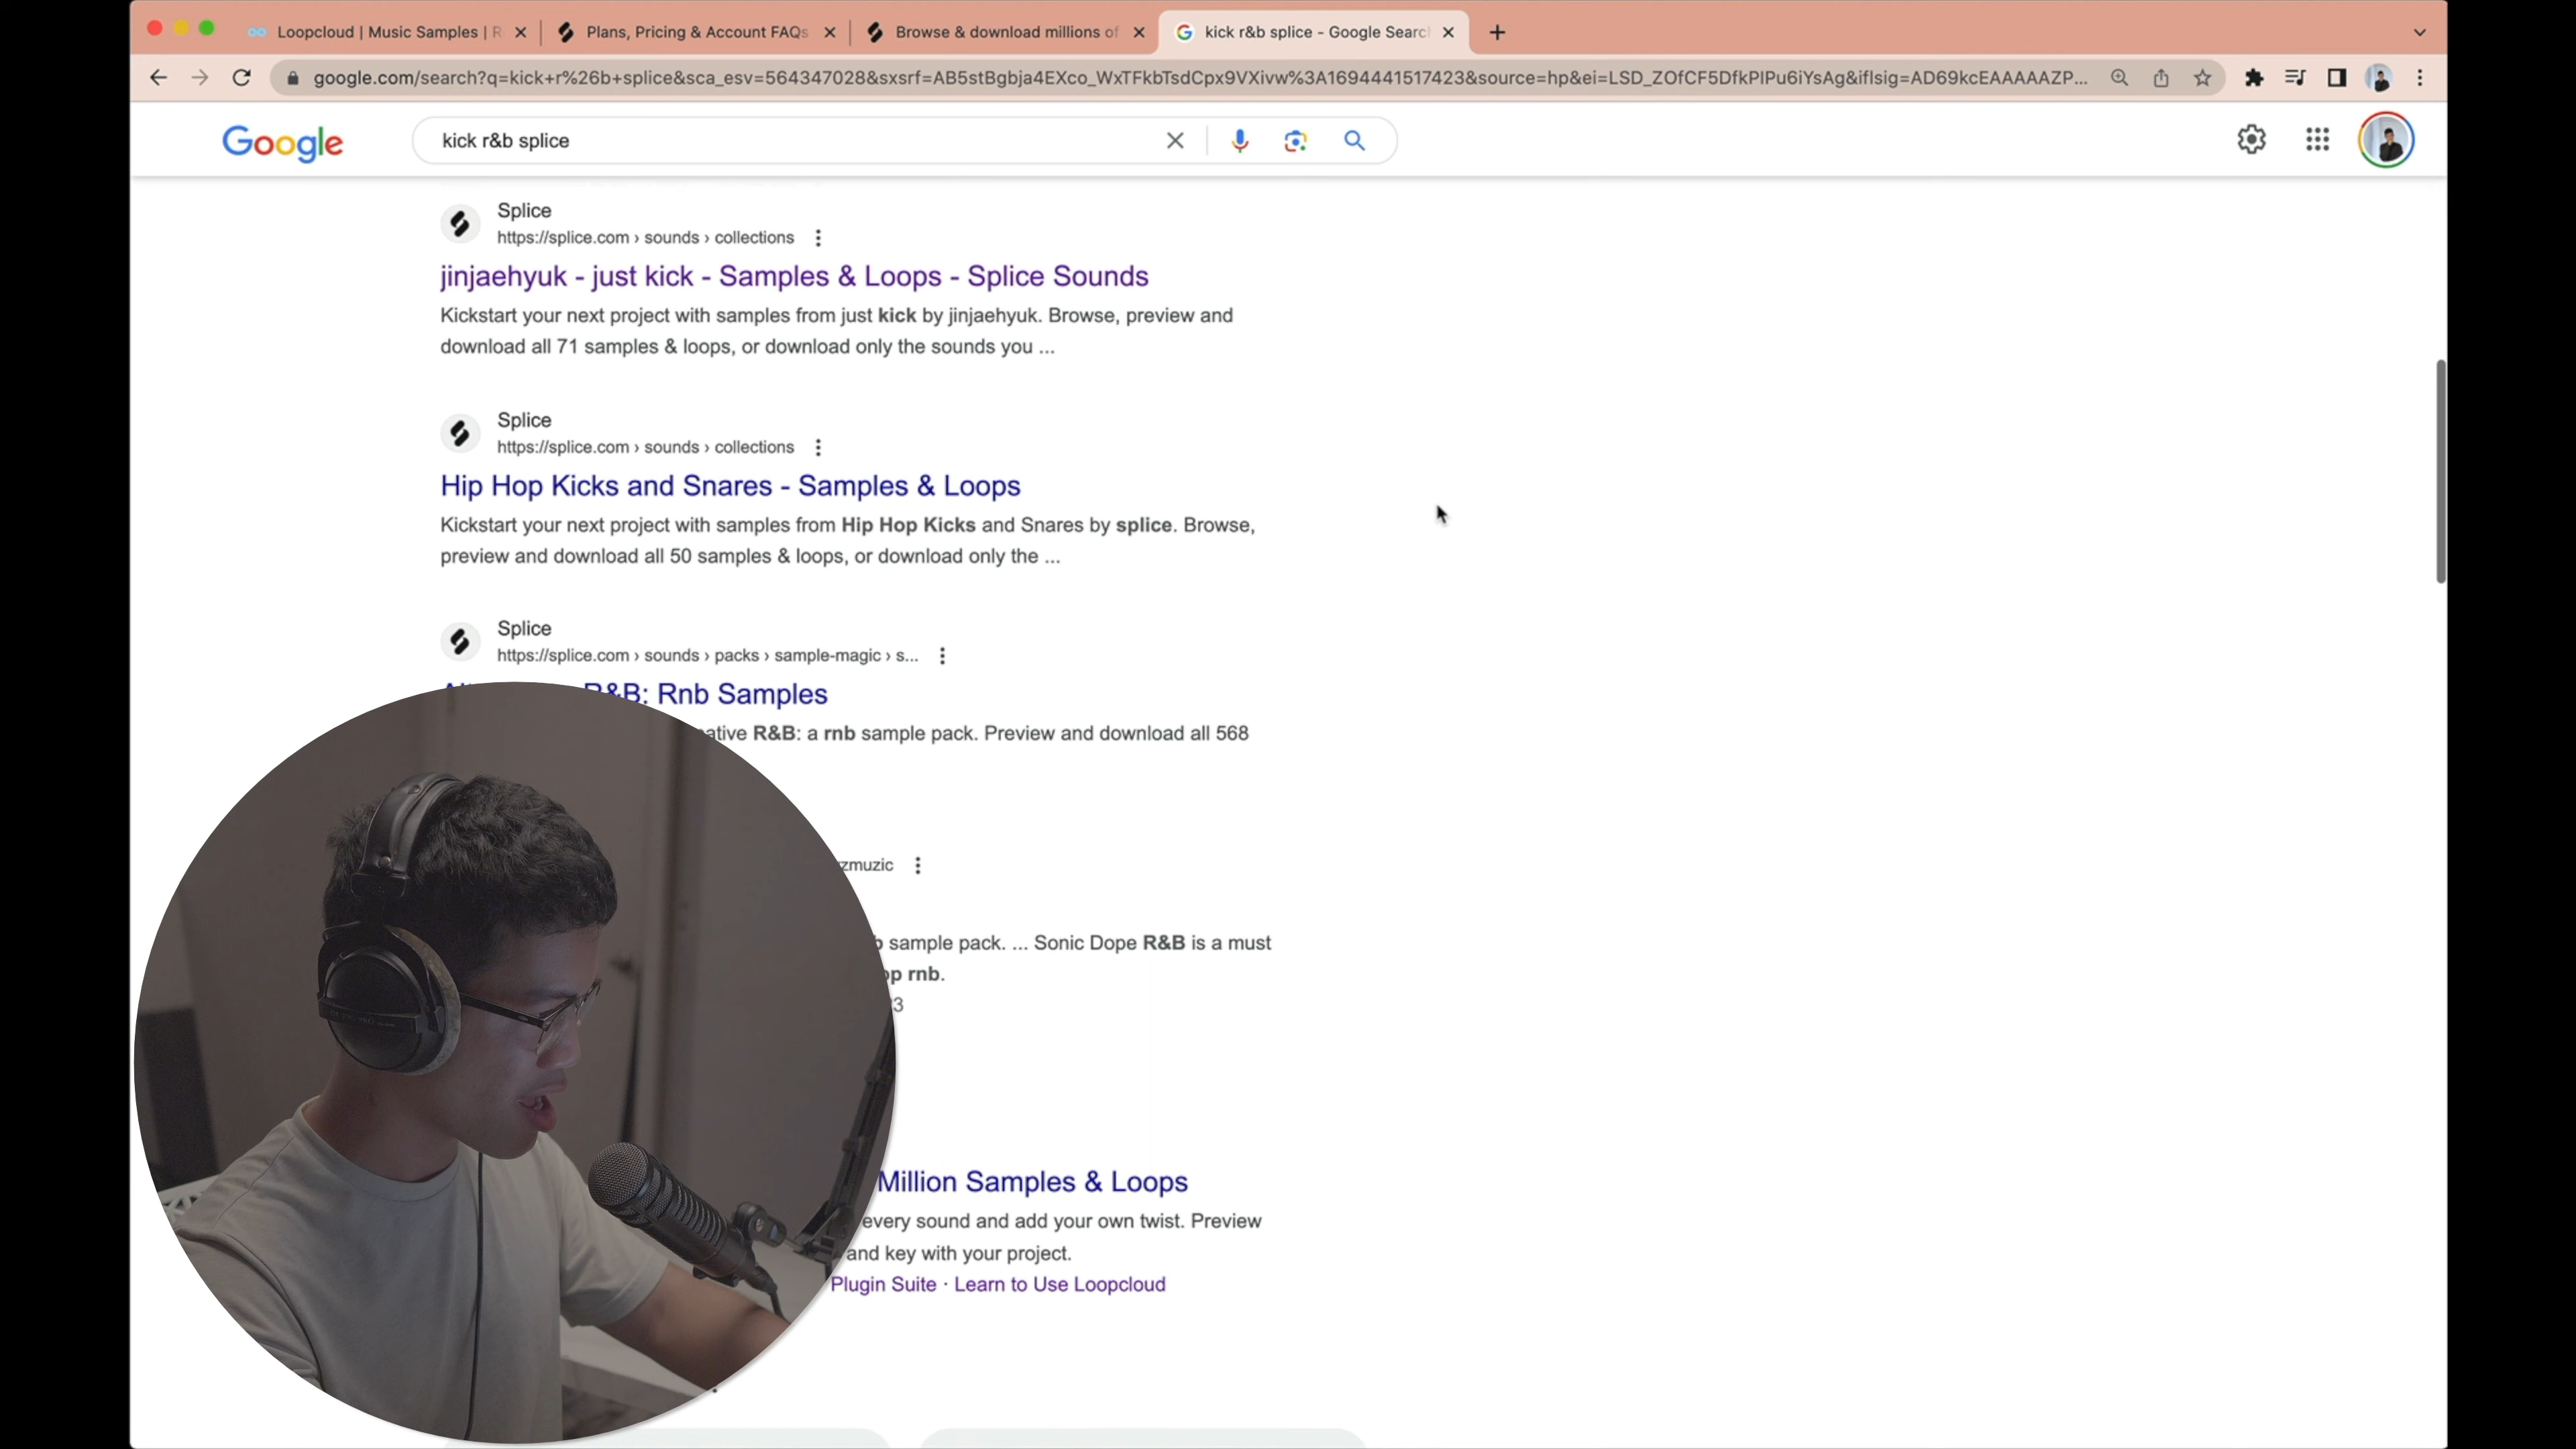 Loopcloud | Music Samples | R
Plans, Pricing & Account FAQs
Browse & download millions of
kick r&b splice - Google Searc
google.com/search?q=kick+r%26b+splice&sca_esv=564347028&sxsrf=AB5stBgbja4EXco_WxTFkbTsdCpx9VXivw%3A1694441517423&source=hp&ei=LSD_ZOfCF5DfkPIPu6iYsAg&iflsig=AD69kcEAAAAAZP...
Google
kick r&b splice
Splice
https://splice.com › sounds › collections
jinjaehyuk - just kick - Samples & Loops - Splice Sounds
Kickstart your next project with samples from just kick by jinjaehyuk. Browse, preview and
download all 71 samples & loops, or download only the sounds you ...
Splice
https://splice.com › sounds › collections
Hip Hop Kicks and Snares - Samples & Loops
Kickstart your next project with samples from Hip Hop Kicks and Snares by splice. Browse,
preview and download all 50 samples & loops, or download only the ...
Splice
https://splice.com › sounds › packs › sample-magic › s...
R&B: Rnb Samples
ative R&B: a rnb sample pack. Preview and download all 568
zmuzic
sample pack. ... Sonic Dope R&B is a must
op rnb.
3
Million Samples & Loops
every sound and add your own twist. Preview
and key with your project.
Plugin Suite · Learn to Use Loopcloud